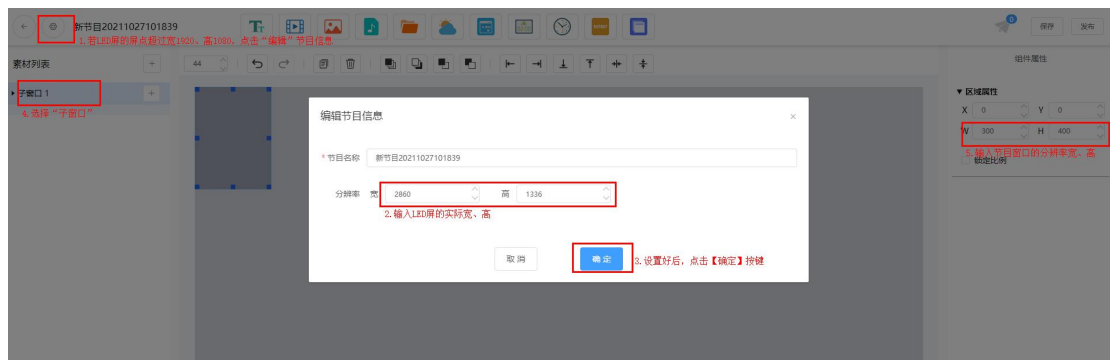 新节目20211027101839
保存
发布
1.若LED屏的屏点超过宽1920、高1080,点击“编辑”节目信息
素材列表
44
组件属性
子窗口 1
4.选择“子窗口”
区域属性
X 0 Y 0
W 300 H 400
5.输入节目窗口的分辨率宽、高
锁定比例
编辑节目信息
* 节目名称 新节目20211027101839
分辨率 宽 2860 高 1336
2.输入LED屏的实际宽、高
取 消
确 定
3.设置好后,点击【确定】按键